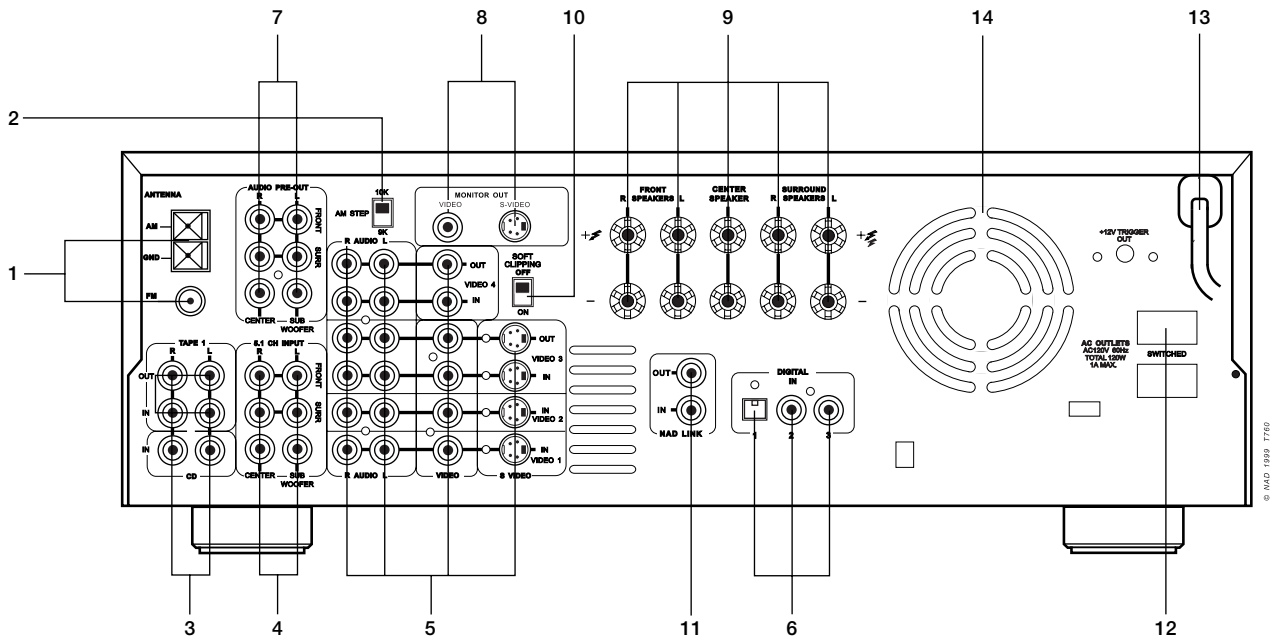 7
8
10
9
14
13
2
1
ANTENNA
AM
GND
FM
AUDIO PRE-OUT
R L
FRONT
SURR
CENTER
SUB
WOOFER
10K
AM STEP
9K
MONITOR OUT
VIDEO
S-VIDEO
R AUDIO L
OUT
VIDEO 4
IN
SOFT
CLIPPING
OFF
ON
FRONT
R SPEAKERS L
CENTER
SPEAKER
SURROUND
R SPEAKERS L
+
+
–
–
+12V TRIGGER
OUT
TAPE 1
R L
OUT
IN
IN
CD
5.1 CH INPUT
R L
FRONT
SURR
CENTER
SUB
WOOFER
OUT
VIDEO 3
IN
IN
VIDEO 2
IN
VIDEO 1
R AUDIO L
VIDEO
S VIDEO
OUT
IN
NAD LINK
DIGITAL
IN
1
2
3
AC OUTLETS
AC120V 60Hz
TOTAL 120W
1A MAX.
SWITCHED
© NAD 1999 T760
3
4
5
11
6
12